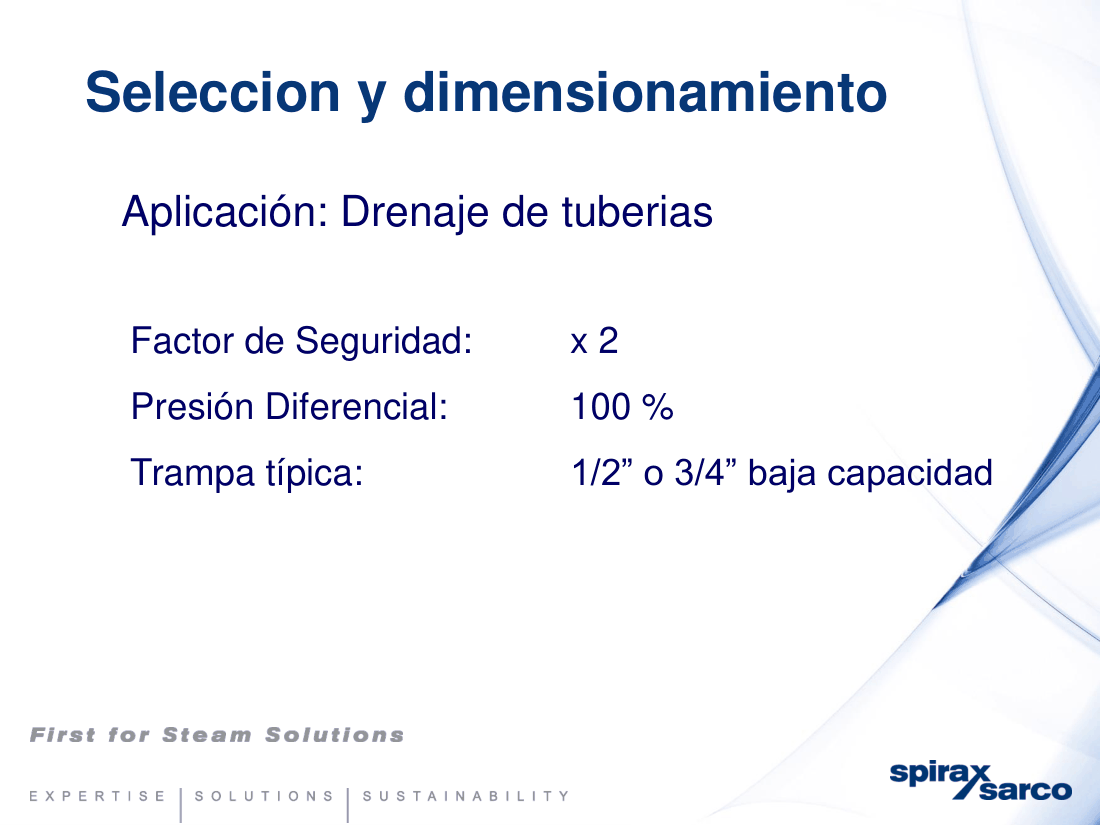 Seleccion y dimensionamiento
Aplicación: Drenaje de tuberias
Factor de Seguridad: x 2
Presión Diferencial: 100 %
Trampa típica: 1/2” o 3/4” baja capacidad
First for Steam Solutions
EXPERTISE SOLUTIONS SUSTAINABILITY
spirax
sarco